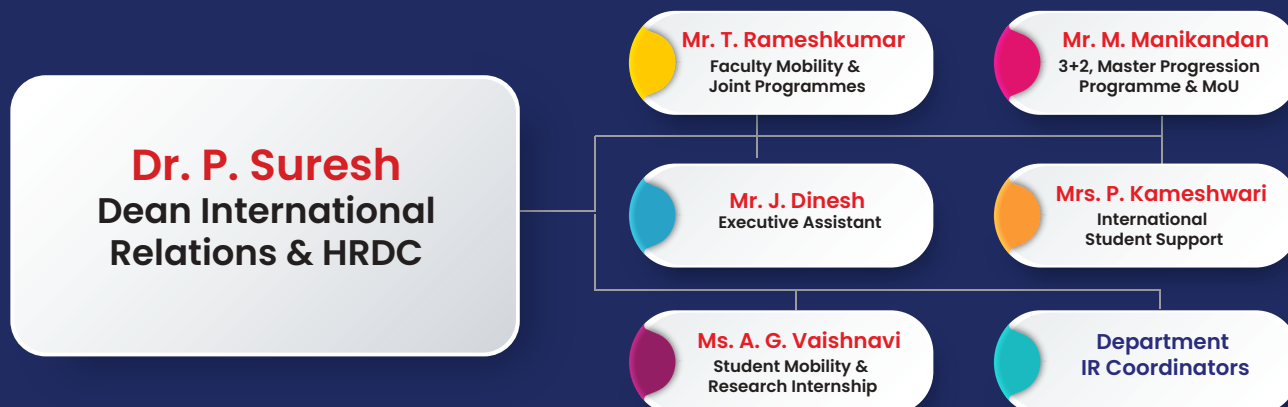 Dr. P. Suresh
Dean International
Relations & HRDC
Mr. T. Rameshkumar
Faculty Mobility &
Joint Programmes
Mr. M. Manikandan
3+2, Master Progression
Programme & MoU
Mr. J. Dinesh
Executive Assistant
Mrs. P. Kameshwari
International
Student Support
Ms. A. G. Vaishnavi
Student Mobility &
Research Internship
Department
IR Coordinators